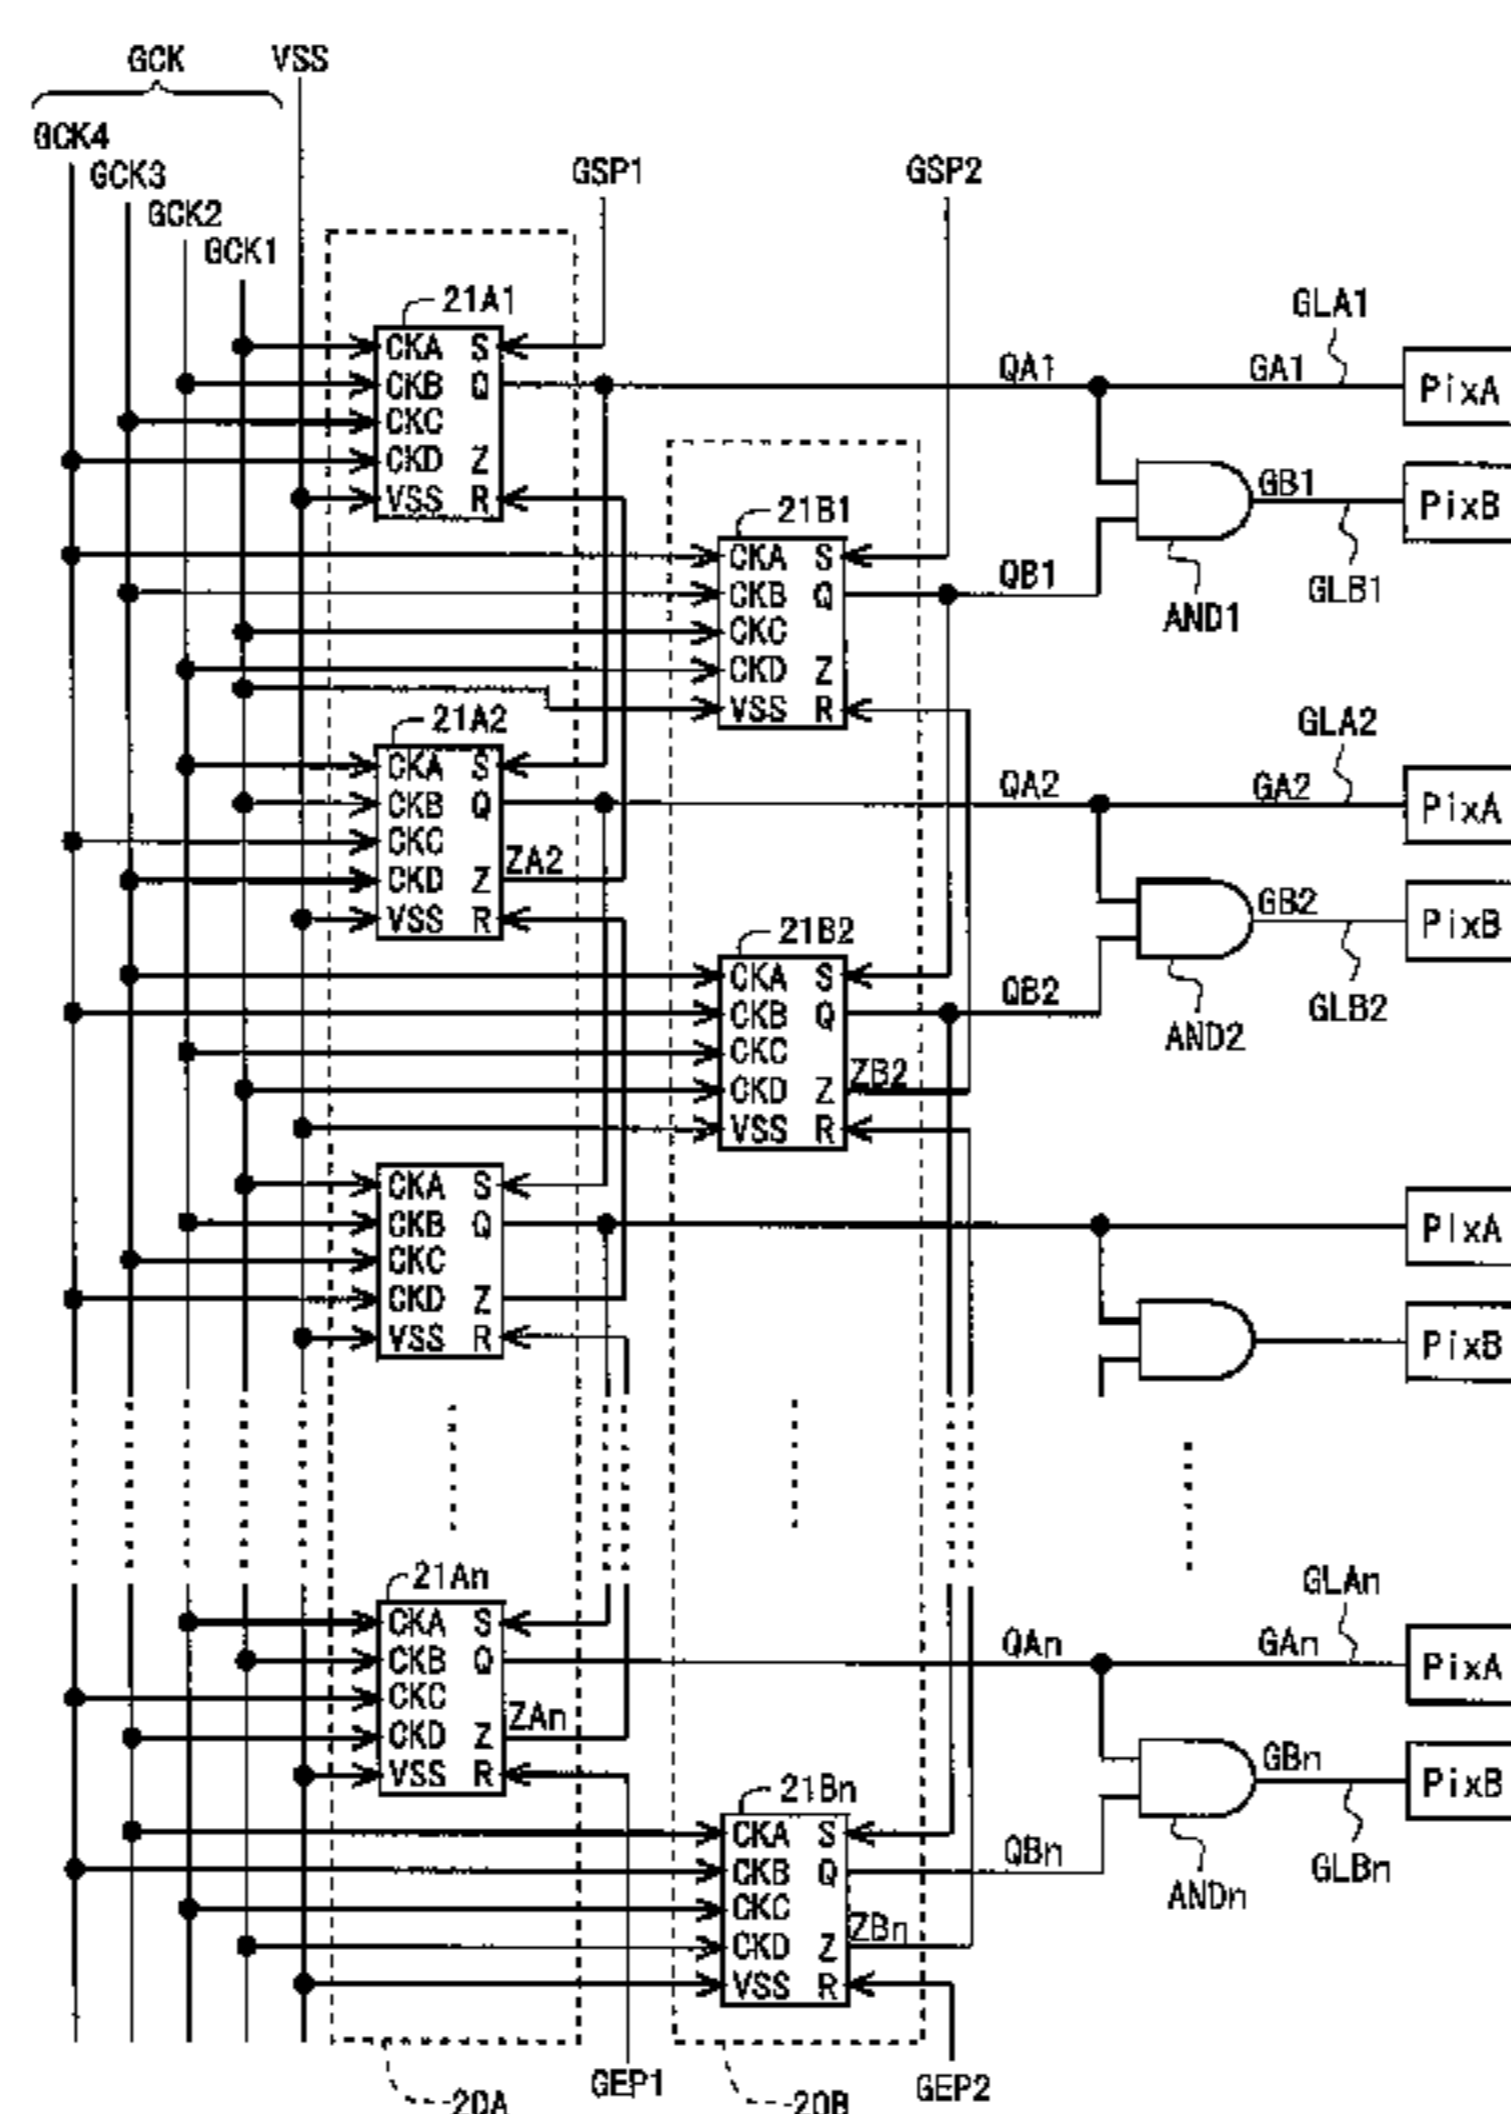 GCK VSS
GCK4
GCK3
GCK2
GCK1
GSP1
GSP2
21A1
CKA S
CKB Q
CKC
CKD Z
VSS R
QA1
GA1
GLA1
PixA
21B1
CKA S
CKB Q
CKC
CKD Z
VSS R
QB1
GB1
PixB
GLB1
AND1
21A2
CKA S
CKB Q
CKC
CKD Z
VSS R
ZA2
QA2
GA2
GLA2
PixA
21B2
CKA S
CKB Q
CKC
CKD Z
VSS R
ZB2
QB2
GB2
PixB
GLB2
AND2
CKA S
CKB Q
CKC
CKD Z
VSS R
PixA
PixB
21An
CKA S
CKB Q
CKC
CKD Z
VSS R
ZAn
QAn
GAn
GLAn
PixA
21Bn
CKA S
CKB Q
CKC
CKD Z
VSS R
ZBn
QBn
GBn
PixB
GLBn
ANDn
20A
GEP1
20B
GEP2